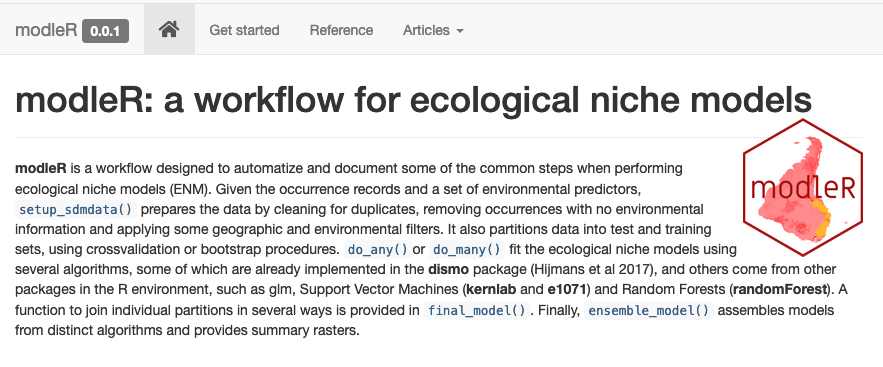 modleR 0.0.1 Get started Reference Articles
modleR: a workflow for ecological niche models
modleR is a workflow designed to automatize and document some of the common steps when performing
ecological niche models (ENM). Given the occurrence records and a set of environmental predictors,
setup_sdmdata() prepares the data by cleaning for duplicates, removing occurrences with no environmental
information and applying some geographic and environmental filters. It also partitions data into test and training
sets, using crossvalidation or bootstrap procedures. do_any() or do_many() fit the ecological niche models using
several algorithms, some of which are already implemented in the dismo package (Hijmans et al 2017), and others come from other
packages in the R environment, such as glm, Support Vector Machines (kernlab and e1071) and Random Forests (randomForest). A
function to join individual partitions in several ways is provided in final_model() . Finally, ensemble_model() assembles models
from distinct algorithms and provides summary rasters.
modleR